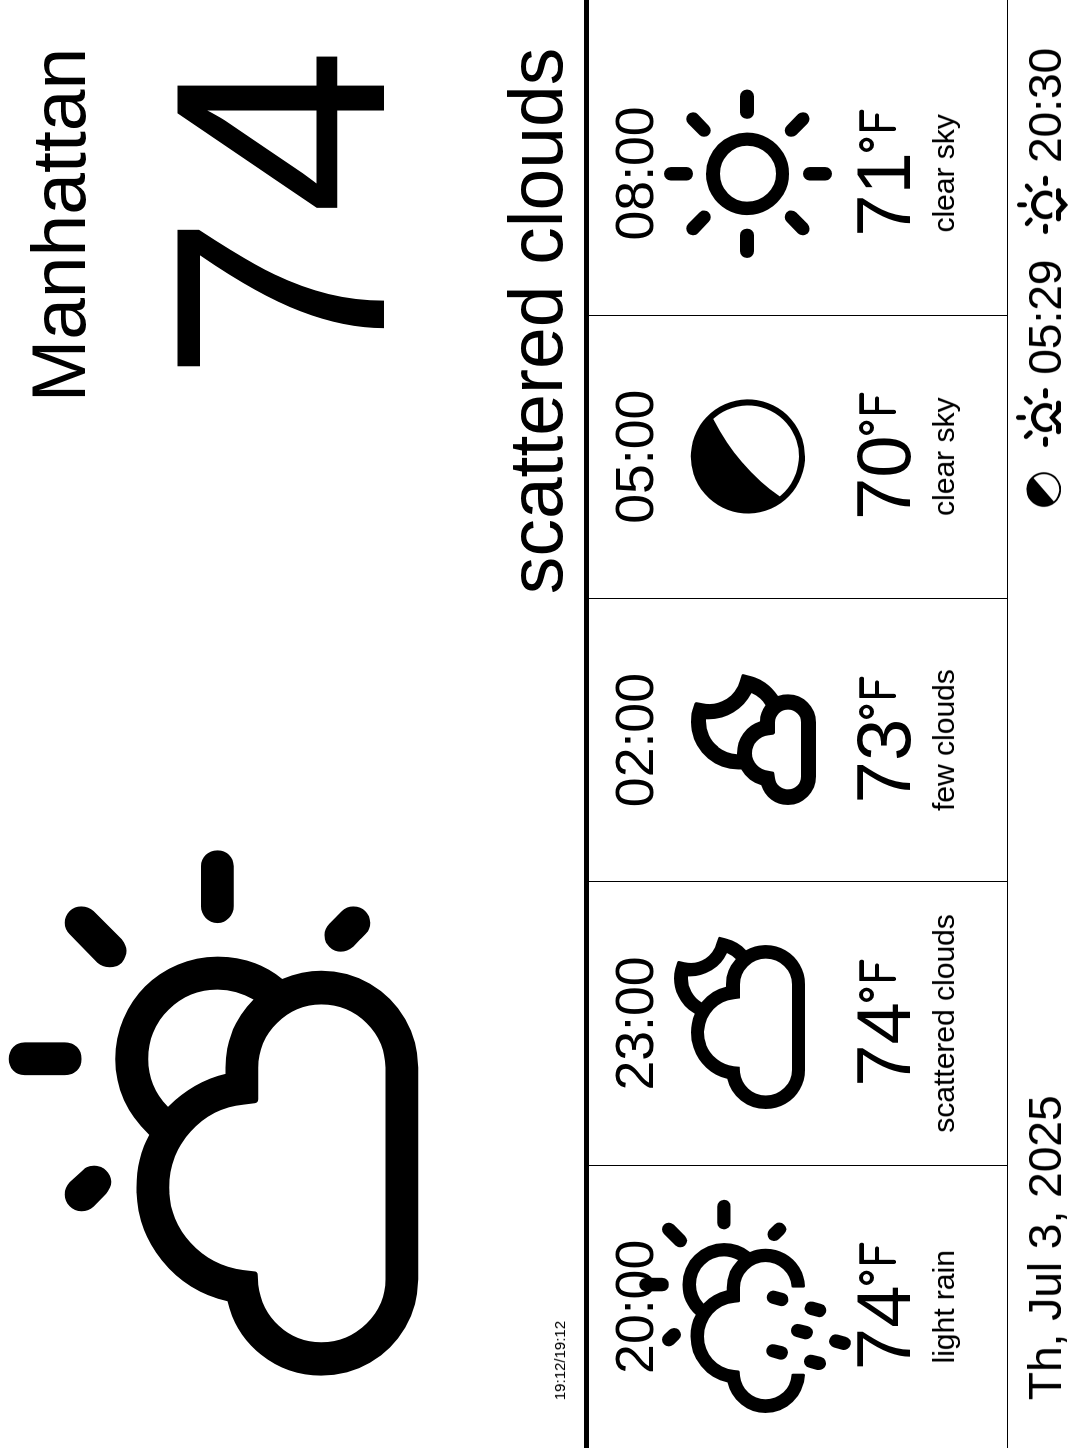 Manhattan
74
scattered clouds
19:12/19:12
20:00
74°F
light rain
23:00
74°F
scattered clouds
02:00
73°F
few clouds
05:00
70°F
clear sky
08:00
71°F
clear sky
Th, Jul 3, 2025
05:29
20:30